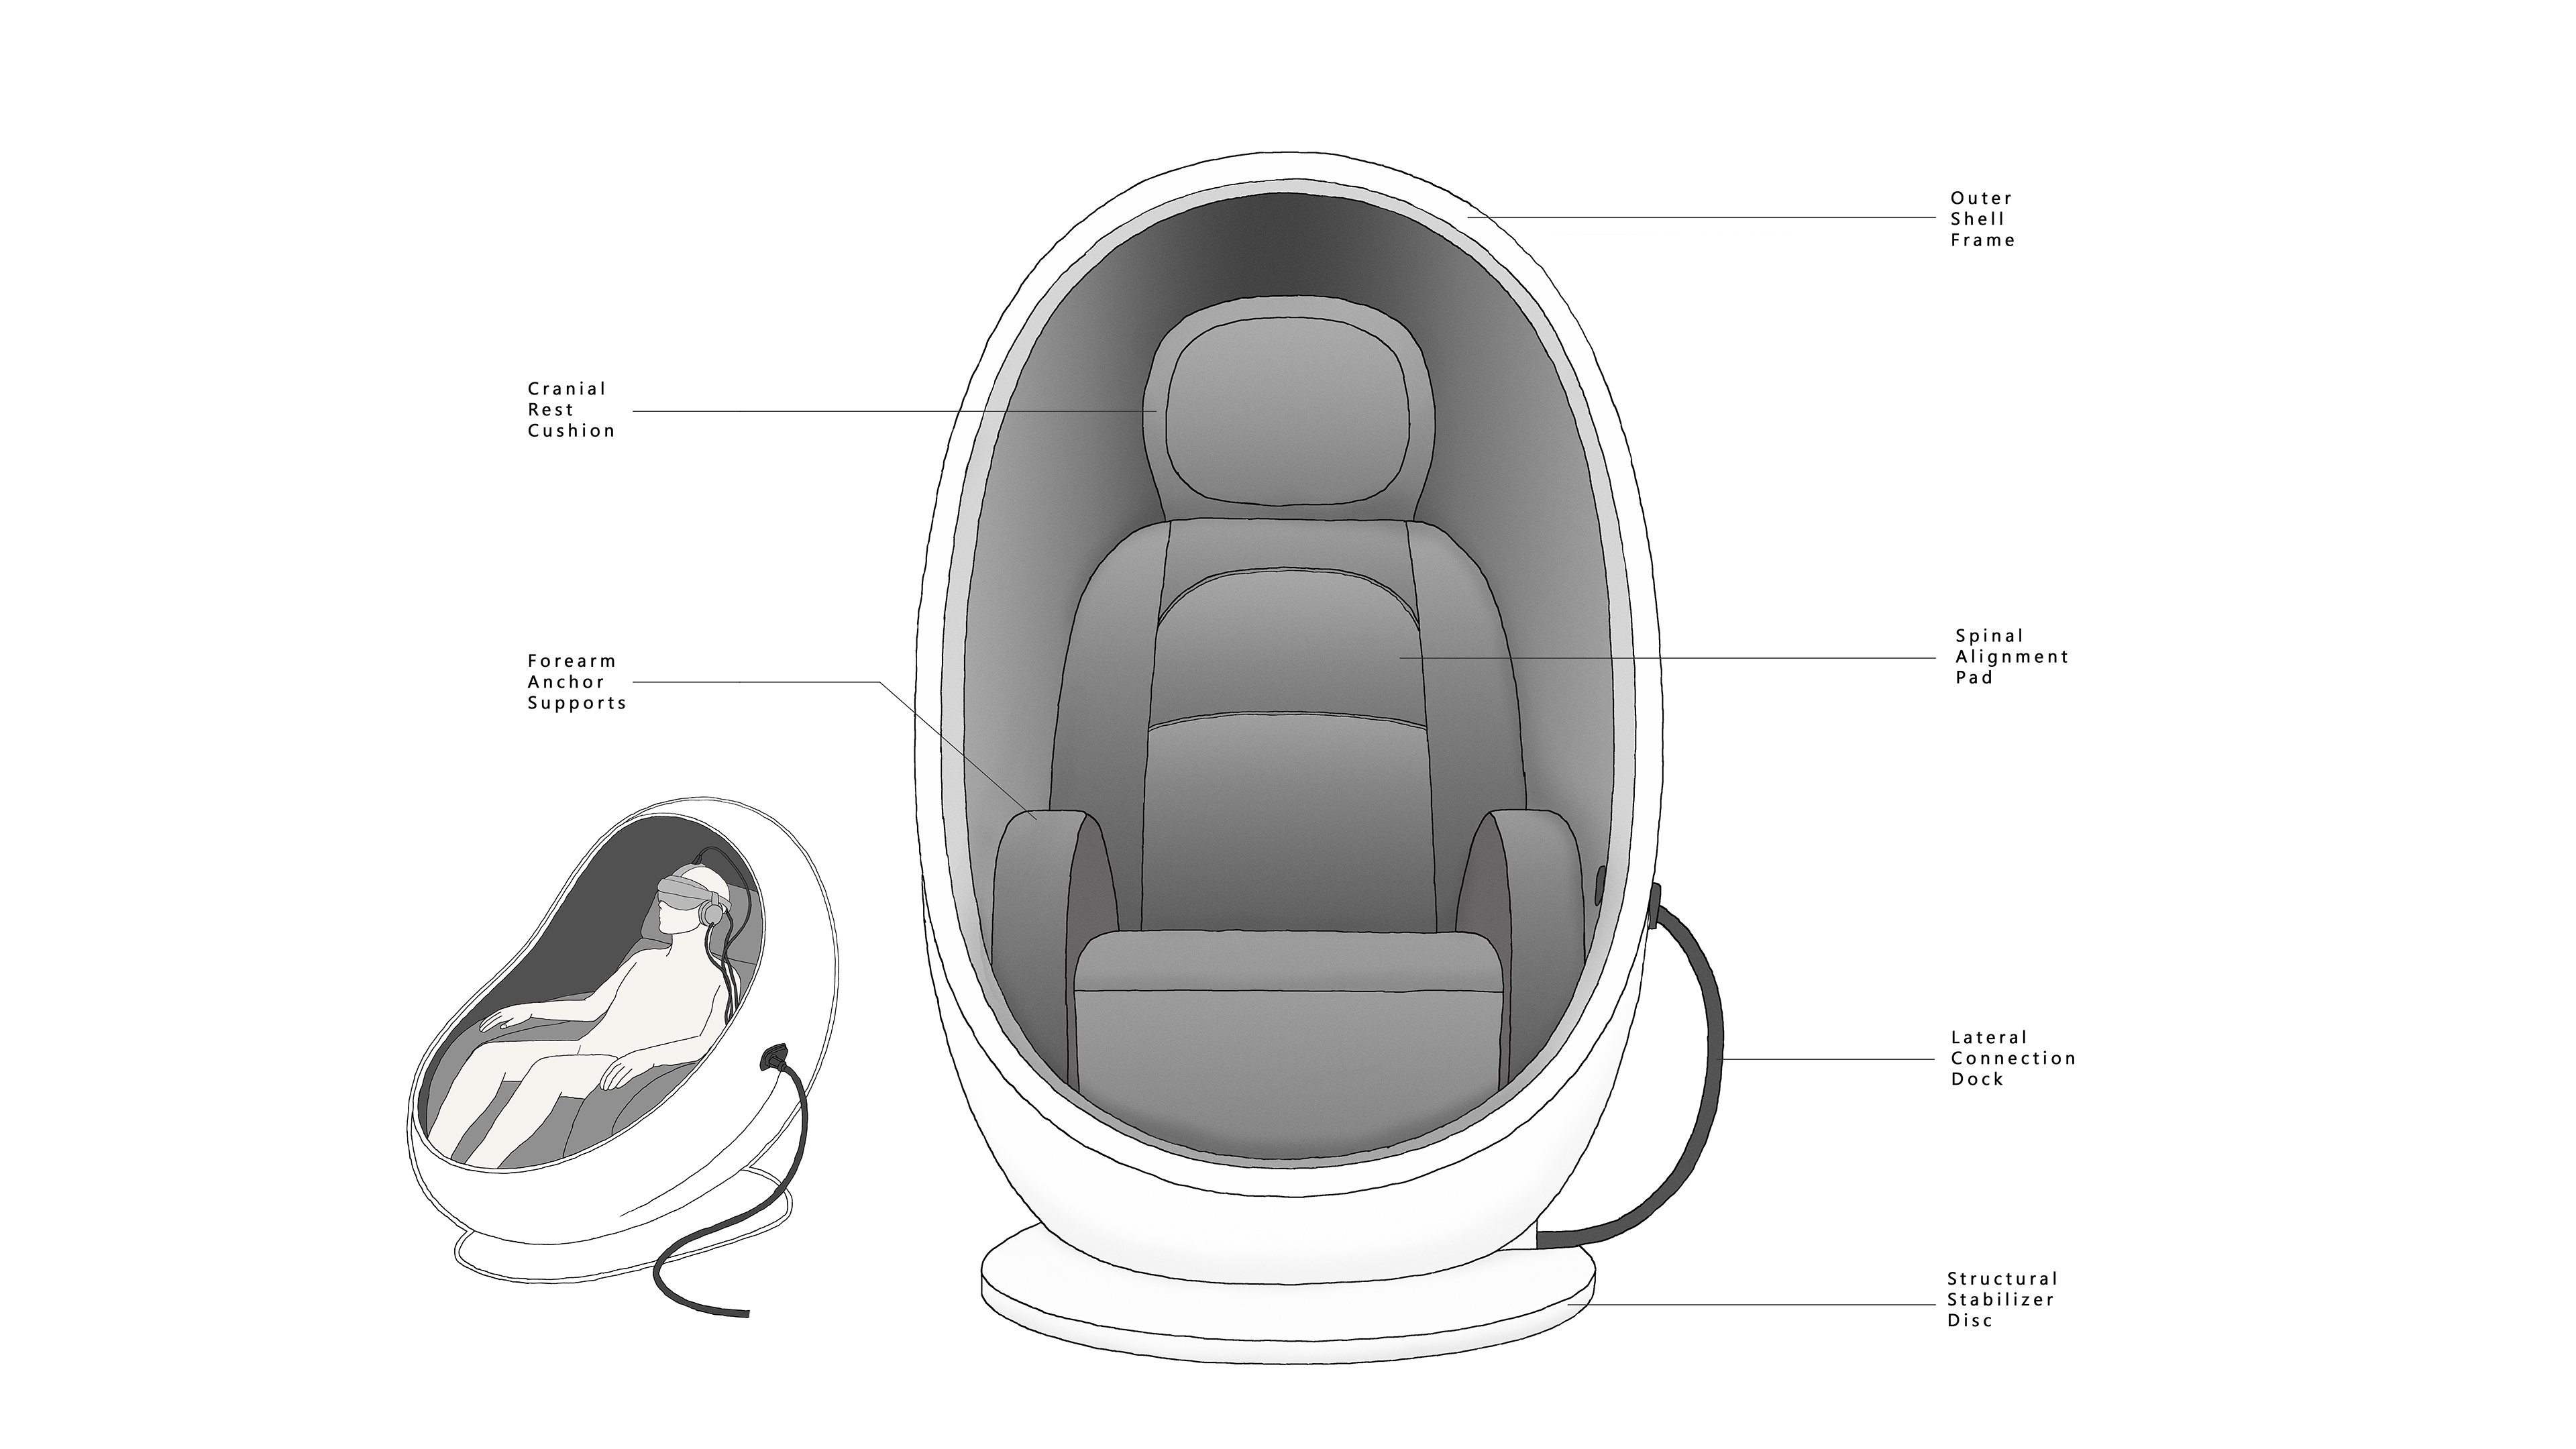 Outer
Shell
Frame
Cranial
Rest
Cushion
Spinal
Alignment
Pad
Forearm
Anchor
Supports
Lateral
Connection
Dock
Structural
Stabilizer
Disc